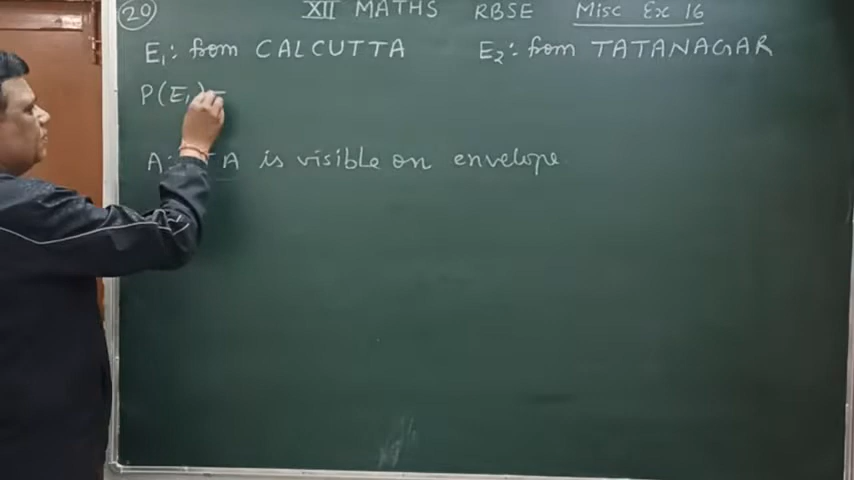 20 XII MATHS RBSE Misc Ex 16
E₁: from CALCUTTA E₂: from TATANAGAR
P(E₁) =
A: TA is visible on envelope